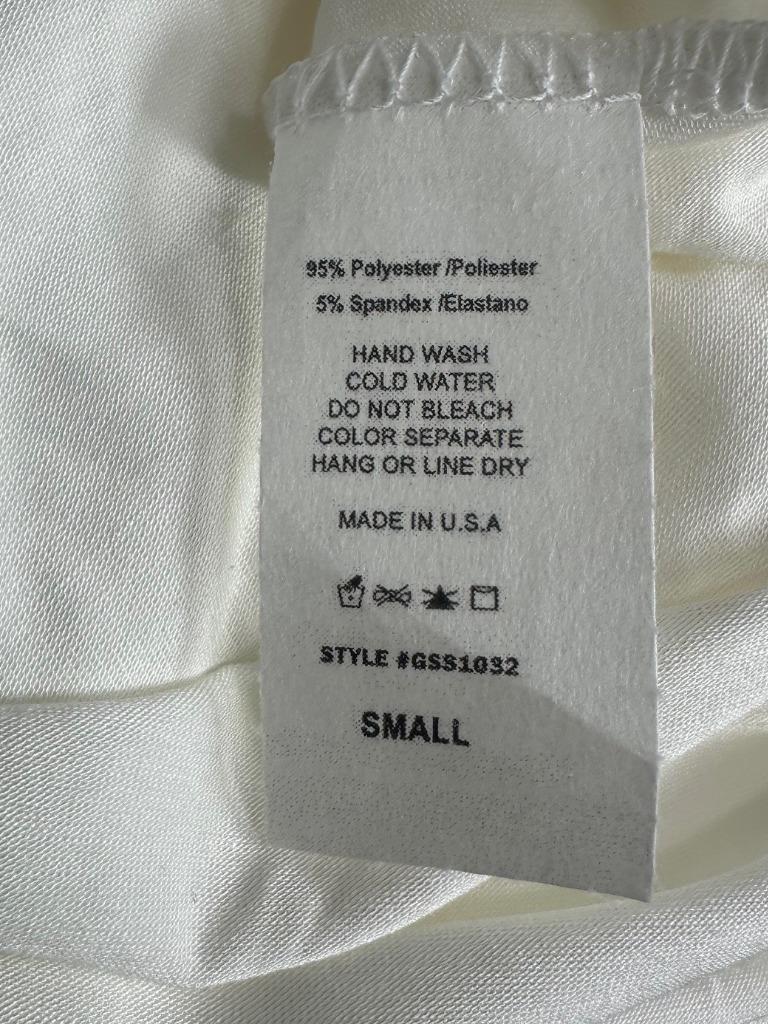 95% Polyester /Poliester
5% Spandex /Elastano
HAND WASH
COLD WATER
DO NOT BLEACH
COLOR SEPARATE
HANG OR LINE DRY
MADE IN U.S.A
STYLE #GSS1032
SMALL